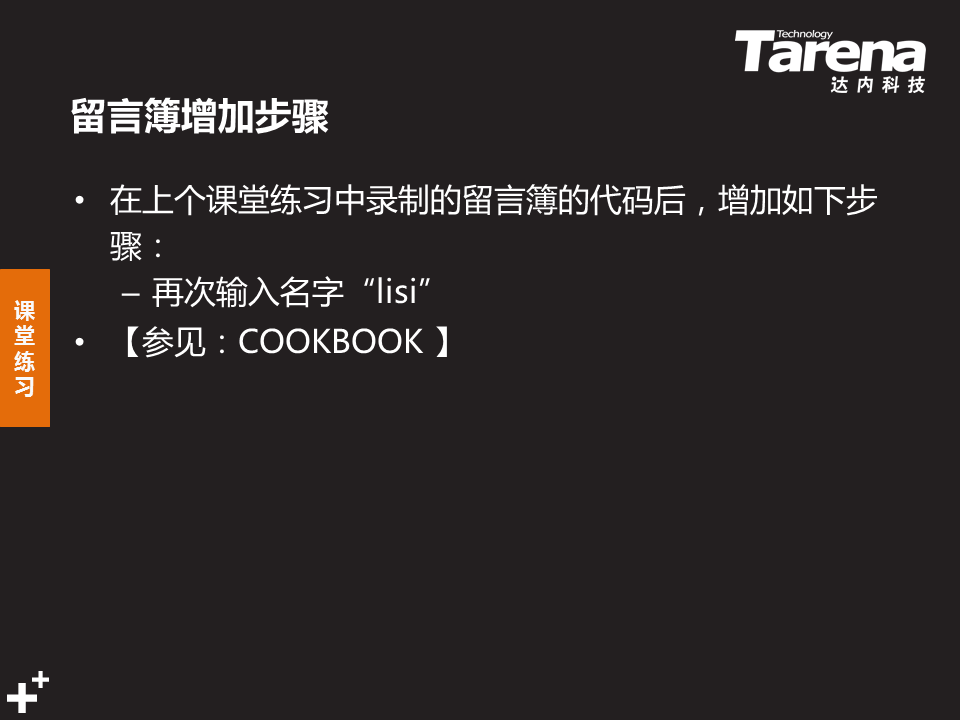 Technology
Tarena
达内科技
留言簿增加步骤
• 在上个课堂练习中录制的留言簿的代码后，增加如下步
骤：
– 再次输入名字“lisi”
• 【参见：COOKBOOK 】
课
堂
练
习